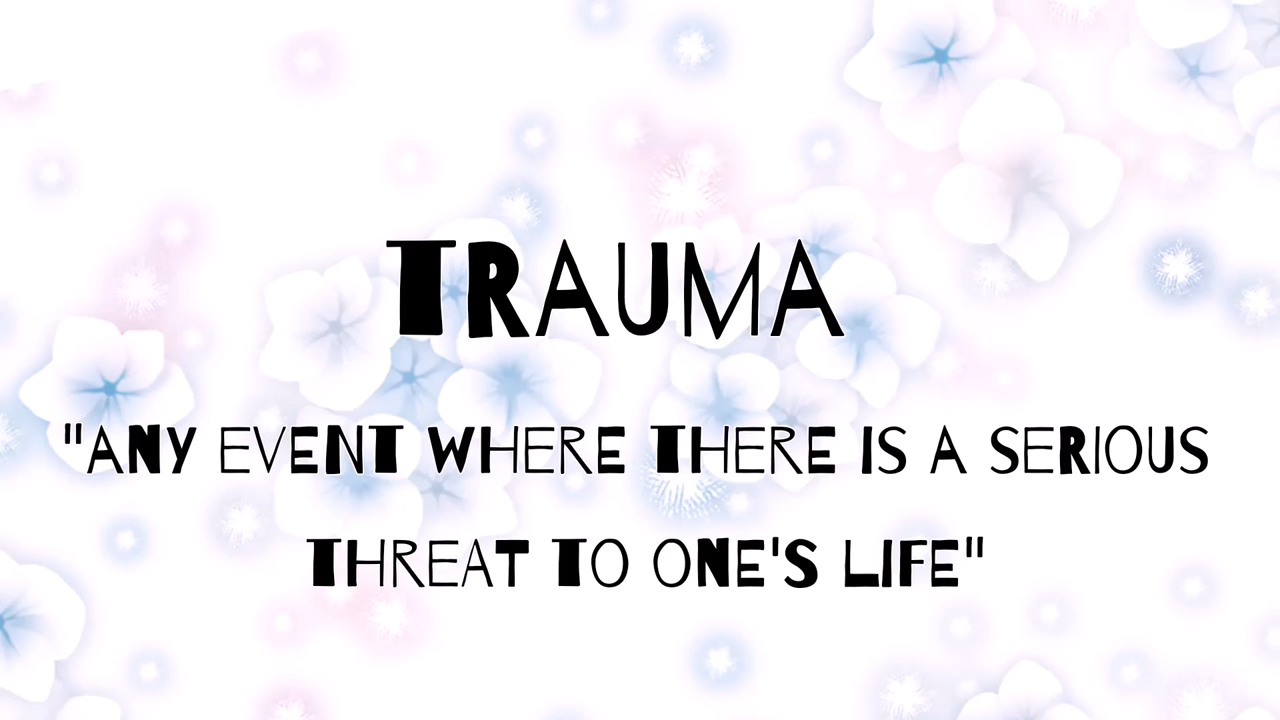 TRAUMA
"ANY EVENT WHERE THERE IS A SERIOUS
THREAT TO ONE'S LIFE"